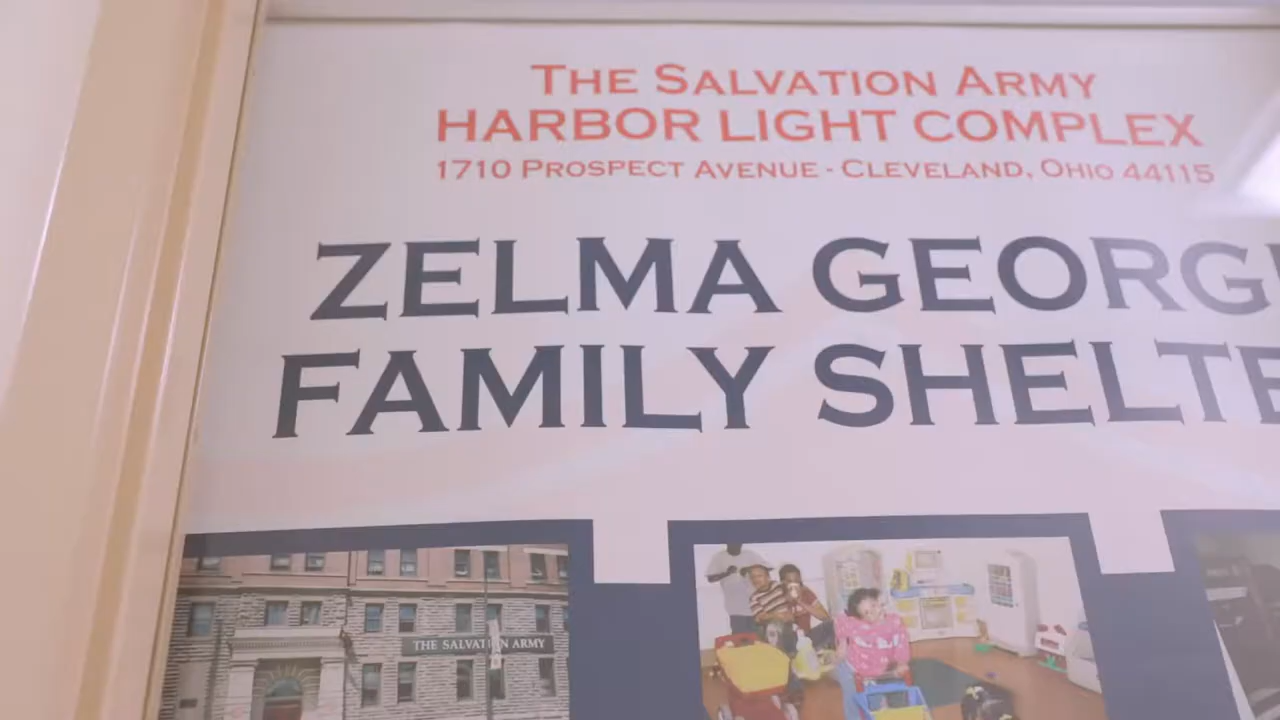 THE SALVATION ARMY
HARBOR LIGHT COMPLEX
1710 PROSPECT AVENUE - CLEVELAND, OHIO 44115
ZELMA GEORG
FAMILY SHELTE
THE SALVATION ARMY